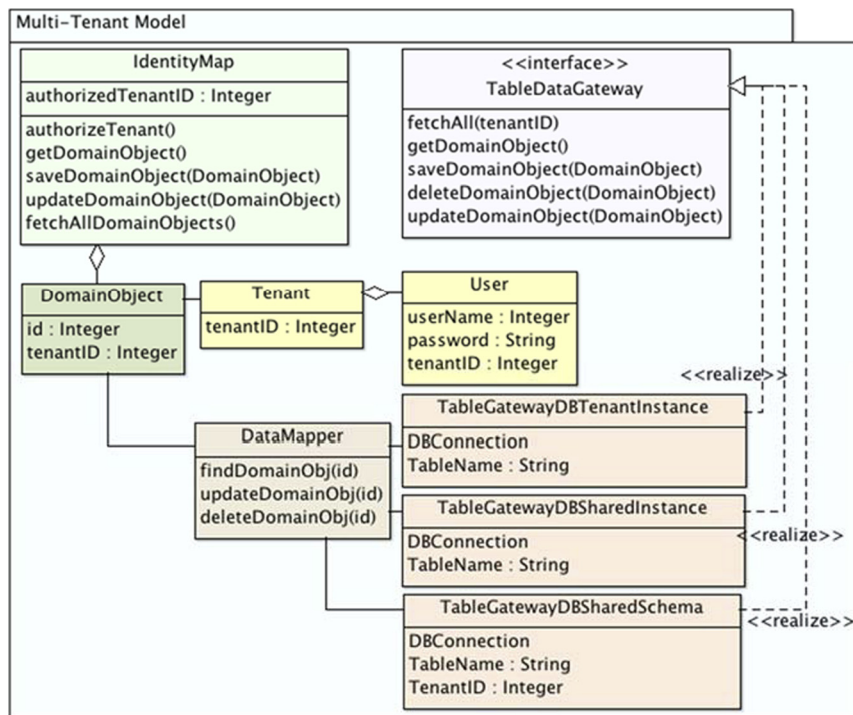 Multi-Tenant Model
IdentityMap
authorizedTenantID : Integer
authorizeTenant()
getDomainObject()
saveDomainObject(DomainObject)
updateDomainObject(DomainObject)
fetchAllDomainObjects()
<<interface>>
TableDataGateway
fetchAll(tenantID)
getDomainObject()
saveDomainObject(DomainObject)
deleteDomainObject(DomainObject)
updateDomainObject(DomainObject)
DomainObject
id : Integer
tenantID : Integer
Tenant
tenantID : Integer
User
userName : Integer
password : String
tenantID : Integer
<<realize>>
DataMapper
findDomainObj(id)
updateDomainObj(id)
deleteDomainObj(id)
TableGatewayDBTenantInstance
DBConnection
TableName : String
TableGatewayDBSharedInstance
DBConnection
TableName : String
<<realize>>
TableGatewayDBSharedSchema
DBConnection
TableName : String
TenantID : Integer
<<realize>>